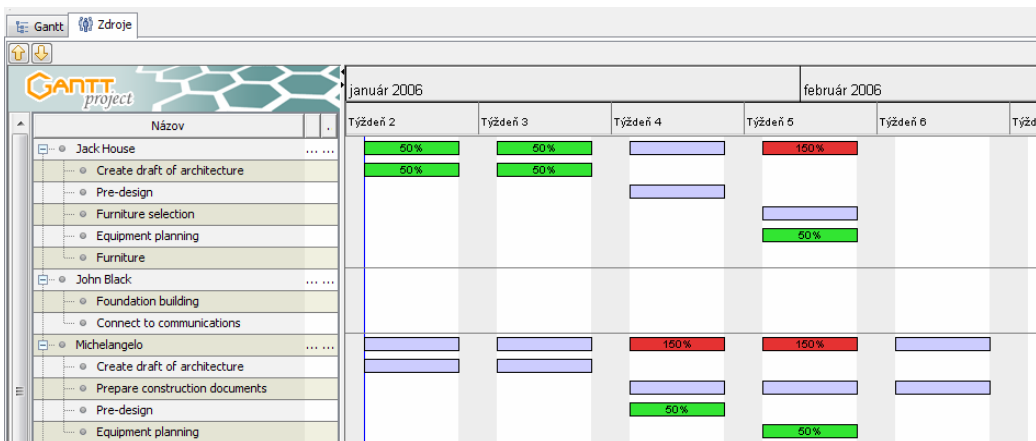 Gantt Zdroje
GANTT
project
január 2006 február 2006
Názov . Týždeň 2 Týždeň 3 Týždeň 4 Týždeň 5 Týždeň 6 Týžd
Jack House ... ... 50% 50% 150%
Create draft of architecture 50% 50%
Pre-design
Furniture selection
Equipment planning 50%
Furniture
John Black ... ...
Foundation building
Connect to communications
Michelangelo ... ... 150% 150%
Create draft of architecture
Prepare construction documents
Pre-design 50%
Equipment planning 50%